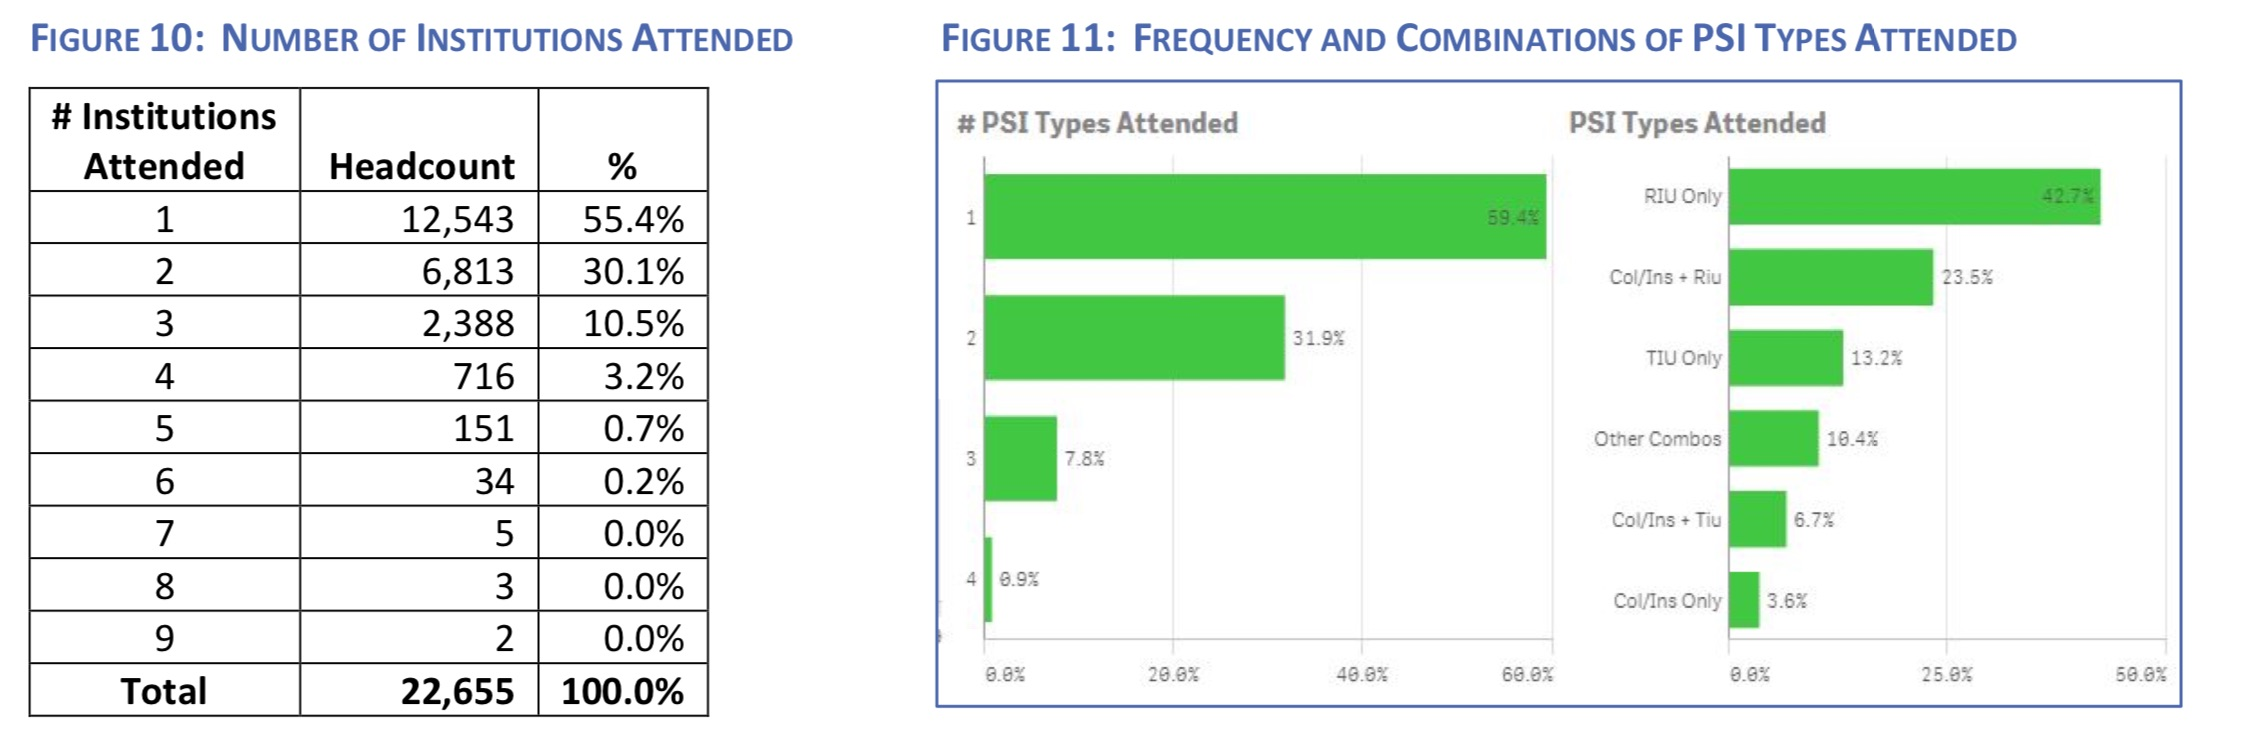 FIGURE 10: NUMBER OF INSTITUTIONS ATTENDED
# Institutions Attended Headcount %
1 12,543 55.4%
2 6,813 30.1%
3 2,388 10.5%
4 716 3.2%
5 151 0.7%
6 34 0.2%
7 5 0.0%
8 3 0.0%
9 2 0.0%
Total 22,655 100.0%
FIGURE 11: FREQUENCY AND COMBINATIONS OF PSI TYPES ATTENDED
# PSI Types Attended
1 59.4%
2 31.9%
3 7.8%
4 0.9%
0.0% 20.0% 40.0% 60.0%
PSI Types Attended
RIU Only 42.7%
Col/Ins + Riu 23.5%
TIU Only 13.2%
Other Combos 10.4%
Col/Ins + Tiu 6.7%
Col/Ins Only 3.6%
0.0% 25.0% 50.0%